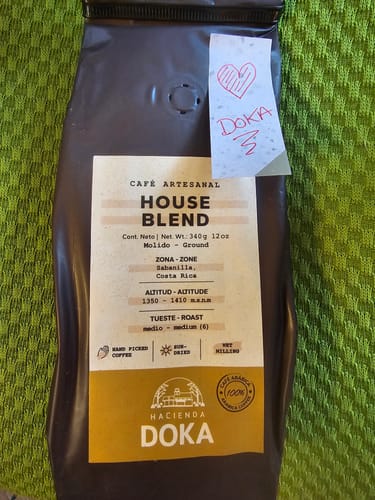 DOKA
CAFÉ ARTESANAL
HOUSE
BLEND
Cont. Neto | Net. Wt.: 340g 12oz
Molido - Ground
ZONA - ZONE
Sabanilla,
Costa Rica
ALTITUD - ALTITUDE
1350 - 1410 m.s.n.m
TUESTE - ROAST
medio - medium (6)
HAND PICKED
COFFEE
SUN-
DRIED
WET
MILLING
HACIENDA
DOKA
CAFÉ ARÁBICA
100%
ARABICA COFFEE